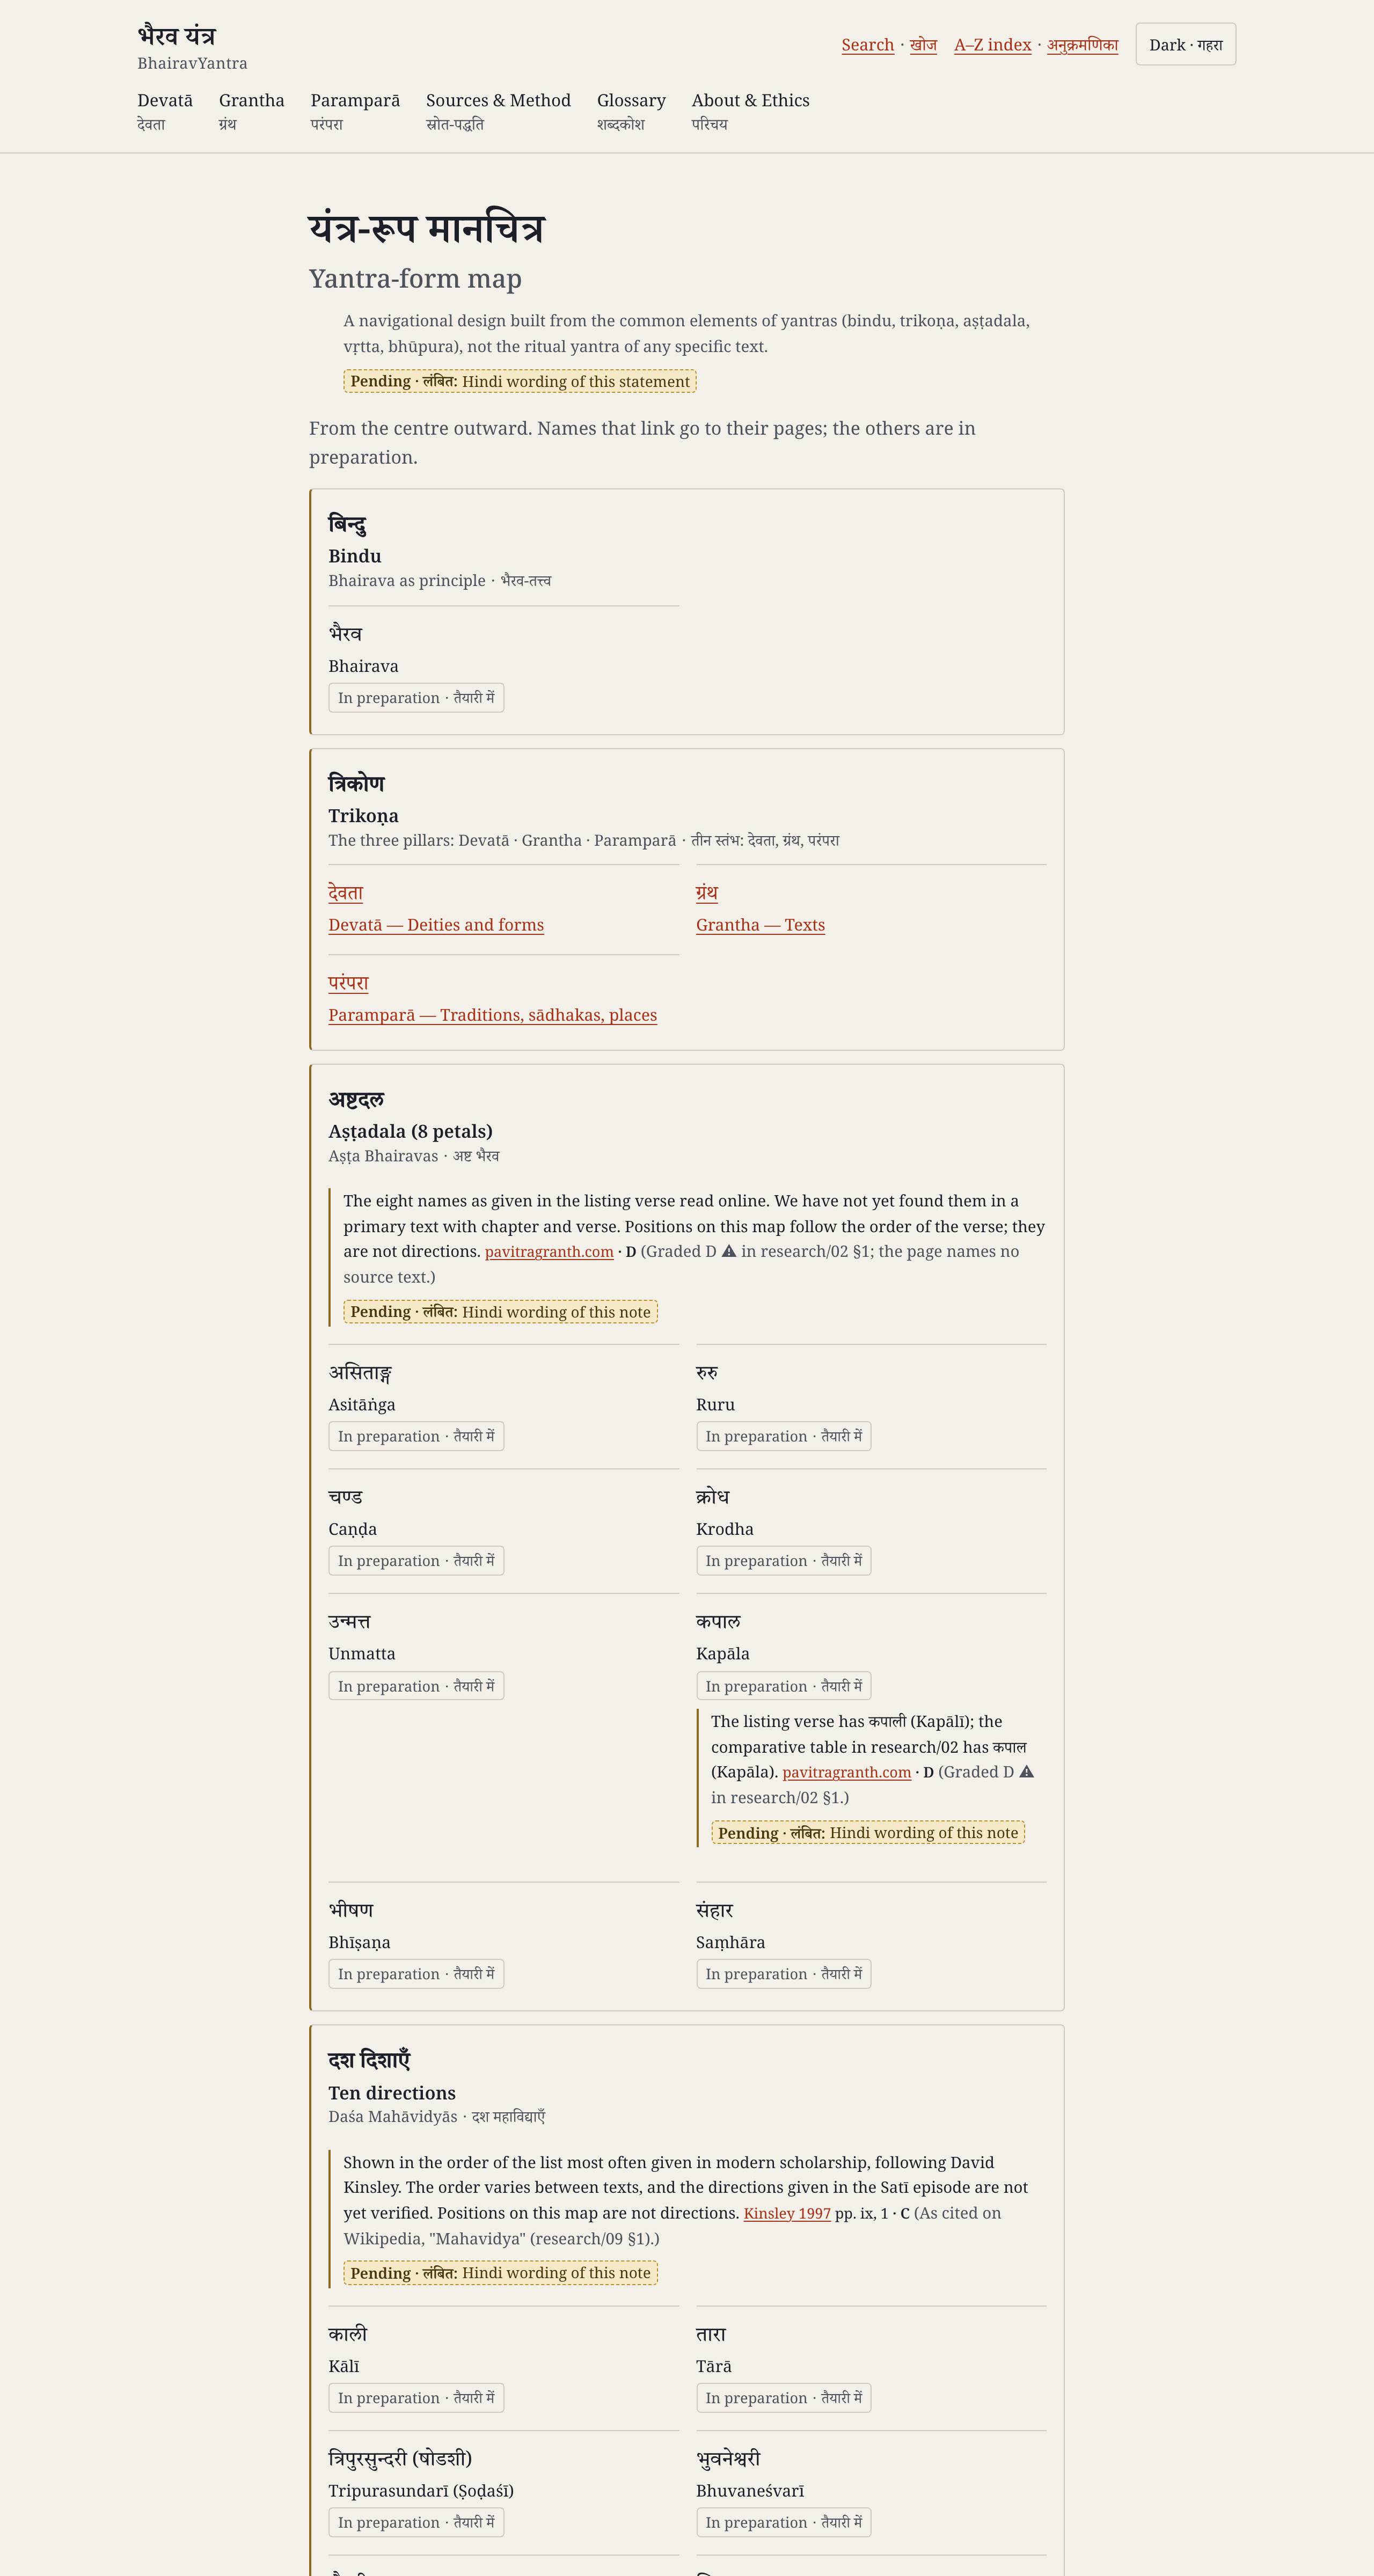 भैरव यंत्र
BhairavYantra
Search · खोज A–Z index · अनुक्रमणिका Dark · गहरा
Devatā Grantha Paramparā Sources & Method Glossary About & Ethics
देवता ग्रंथ परंपरा स्रोत-पद्धति शब्दकोश परिचय
यंत्र-रूप मानचित्र
Yantra-form map
A navigational design built from the common elements of yantras (bindu, trikoṇa, aṣṭadala,
vṛtta, bhūpura), not the ritual yantra of any specific text.
Pending · लंबित: Hindi wording of this statement
From the centre outward. Names that link go to their pages; the others are in
preparation.
बिन्दु
Bindu
Bhairava as principle · भैरव-तत्त्व
भैरव
Bhairava
In preparation · तैयारी में
त्रिकोण
Trikoṇa
The three pillars: Devatā · Grantha · Paramparā · तीन स्तंभ: देवता, ग्रंथ, परंपरा
देवता ग्रंथ
Devatā — Deities and forms Grantha — Texts
परंपरा
Paramparā — Traditions, sādhakas, places
अष्टदल
Aṣṭadala (8 petals)
Aṣṭa Bhairavas · अष्ट भैरव
The eight names as given in the listing verse read online. We have not yet found them in a
primary text with chapter and verse. Positions on this map follow the order of the verse; they
are not directions. pavitragranth.com · D (Graded D ⚠ in research/02 §1; the page names no
source text.)
Pending · लंबित: Hindi wording of this note
असिताङ्ग रुरु
Asitāṅga Ruru
In preparation · तैयारी में In preparation · तैयारी में
चण्ड क्रोध
Caṇḍa Krodha
In preparation · तैयारी में In preparation · तैयारी में
उन्मत्त कपाल
Unmatta Kapāla
In preparation · तैयारी में In preparation · तैयारी में
The listing verse has कपाली (Kapālī); the
comparative table in research/02 has कपाल
(Kapāla). pavitragranth.com · D (Graded D ⚠
in research/02 §1.)
Pending · लंबित: Hindi wording of this note
भीषण संहार
Bhīṣaṇa Saṃhāra
In preparation · तैयारी में In preparation · तैयारी में
दश दिशाएँ
Ten directions
Daśa Mahāvidyās · दश महाविद्याएँ
Shown in the order of the list most often given in modern scholarship, following David
Kinsley. The order varies between texts, and the directions given in the Satī episode are not
yet verified. Positions on this map are not directions. Kinsley 1997 pp. ix, 1 · C (As cited on
Wikipedia, "Mahavidya" (research/09 §1).)
Pending · लंबित: Hindi wording of this note
काली तारा
Kālī Tārā
In preparation · तैयारी में In preparation · तैयारी में
त्रिपुरसुन्दरी (षोडशी) भुवनेश्वरी
Tripurasundarī (Ṣoḍaśī) Bhuvaneśvarī
In preparation · तैयारी में In preparation · तैयारी में